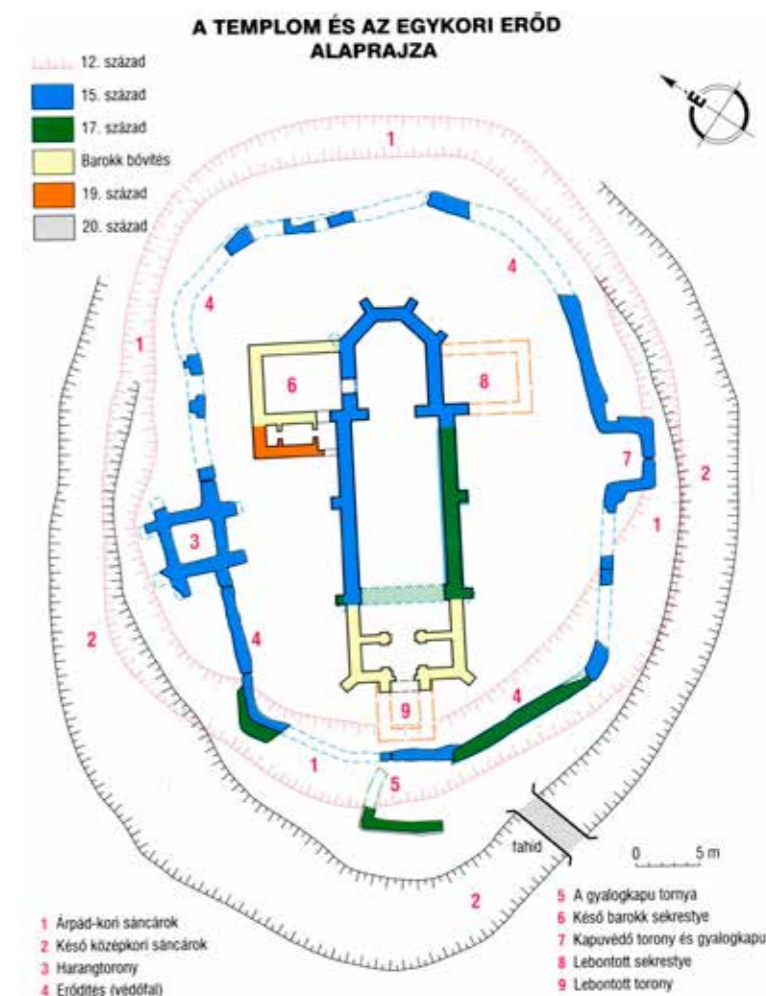 A TEMPLOM ÉS AZ EGYKORI ERŐD
ALAPRAJZA
12. század
15. század
17. század
Barokk bővítés
19. század
20. század
É
1
4
4
1
6
8
7
2
3
1
2
4
4
9
1
5
fahíd
0 5 m
2
1 Árpád-kori sáncárok
2 Késő középkori sáncárok
3 Harangtorony
4 Erődítés (védőfal)
5 A gyalogkapu tornya
6 Késő barokk sekrestye
7 Kapuvédő torony és gyalogkapu
8 Lebontott sekrestye
9 Lebontott torony